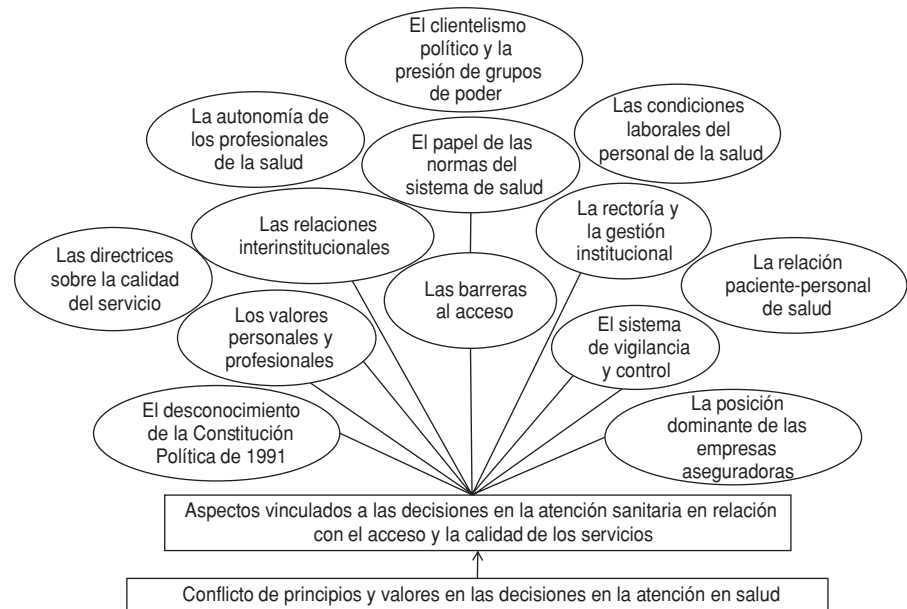 El clientelismo
político y la
presión de grupos
de poder
La autonomía de
los profesionales
de la salud
El papel de las
normas del
sistema de salud
Las condiciones
laborales del
personal de la salud
Las relaciones
interinstitucionales
La rectoría y
la gestión
institucional
Las directrices
sobre la calidad
del servicio
Las barreras
al acceso
La relación
paciente-personal
de salud
Los valores
personales y
profesionales
El sistema
de vigilancia
y control
El desconocimiento
de la Constitución
Política de 1991
La posición
dominante de las
empresas
aseguradoras
Aspectos vinculados a las decisiones en la atención sanitaria en relación
con el acceso y la calidad de los servicios
Conflicto de principios y valores en las decisiones en la atención en salud